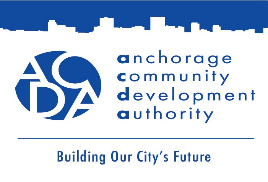 ACDA
anchorage
community
development
authority
Building Our City's Future